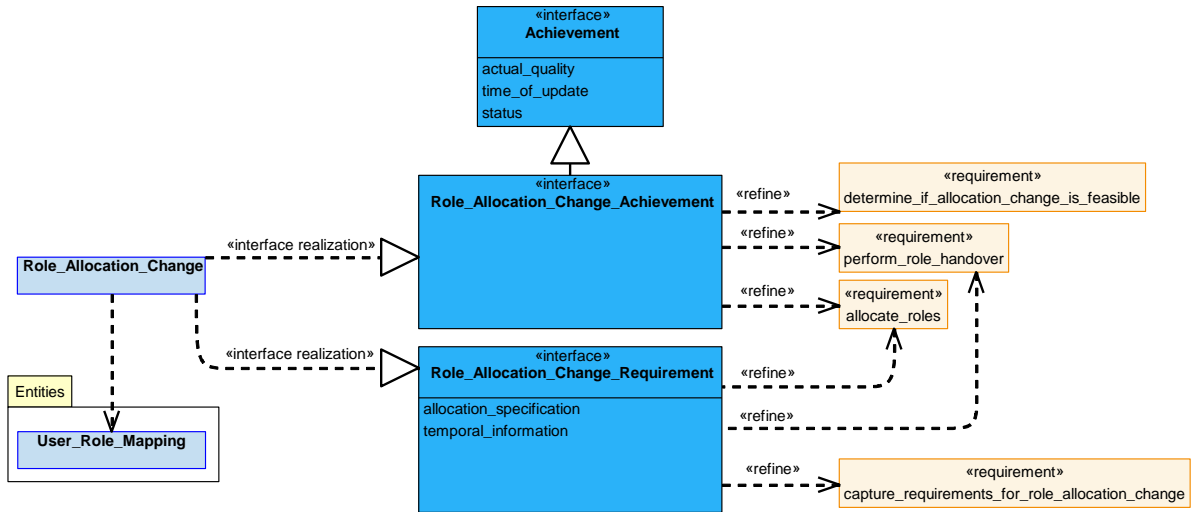 «interface»
Achievement
actual_quality
time_of_update
status
«interface»
Role_Allocation_Change_Achievement
«refine»
«requirement»
determine_if_allocation_change_is_feasible
«refine»
«requirement»
perform_role_handover
«interface realization»
Role_Allocation_Change
«refine»
«requirement»
allocate_roles
«interface realization»
«interface»
Role_Allocation_Change_Requirement
allocation_specification
temporal_information
«refine»
«refine»
Entities
User_Role_Mapping
«refine»
«requirement»
capture_requirements_for_role_allocation_change